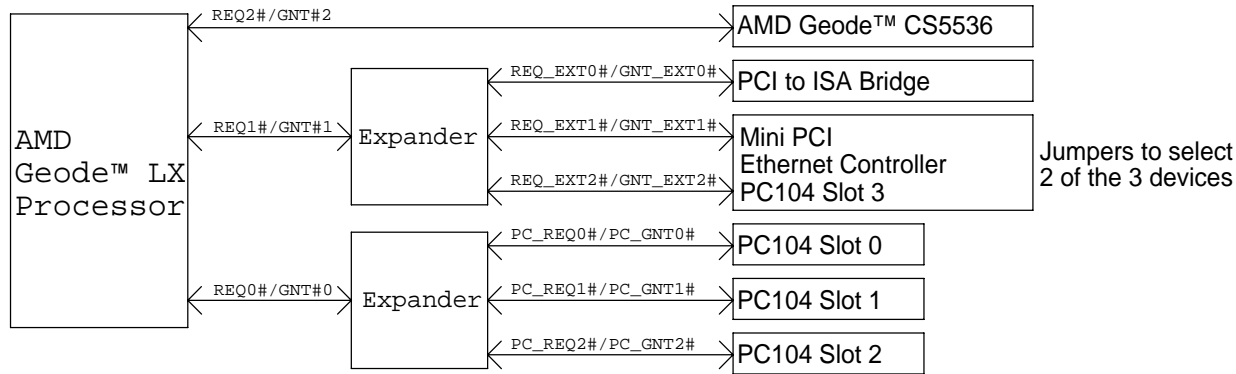 REQ2#/GNT#2
AMD Geode™ CS5536
REQ_EXT0#/GNT_EXT0#
PCI to ISA Bridge
AMD
Geode™ LX
Processor
REQ1#/GNT#1
Expander
REQ_EXT1#/GNT_EXT1#
Mini PCI
Ethernet Controller
PC104 Slot 3
REQ_EXT2#/GNT_EXT2#
Jumpers to select
2 of the 3 devices
PC_REQ0#/PC_GNT0#
PC104 Slot 0
REQ0#/GNT#0
Expander
PC_REQ1#/PC_GNT1#
PC104 Slot 1
PC_REQ2#/PC_GNT2#
PC104 Slot 2